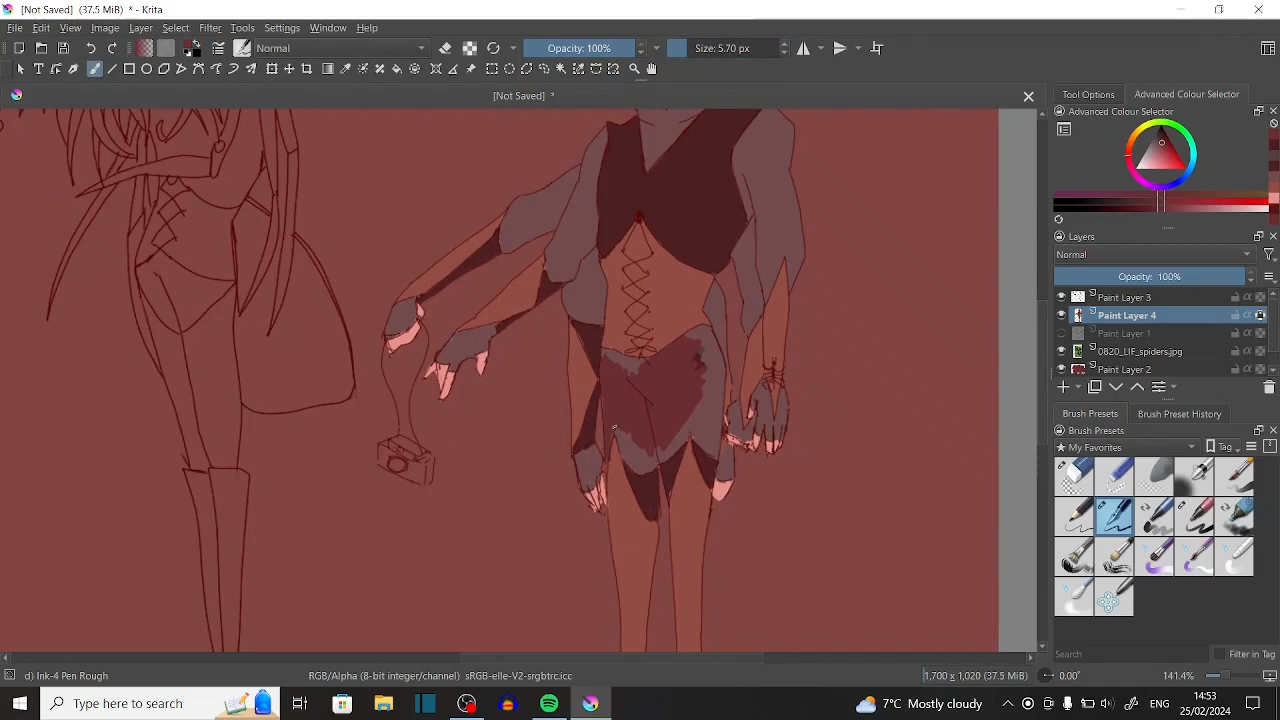 [Not Saved] (37.5 MiB) * - Krita
File Edit View Image Layer Select Filter Tools Settings Window Help
Normal Opacity: 100% Size: 5.70 px
[Not Saved] *
Tool Options Advanced Colour Selector
Advanced Colour Selector
Layers
Normal
Opacity: 100%
Paint Layer 3
Paint Layer 4
Paint Layer 1
0820_LIF_spiders.jpg
Paint Layer 2
Brush Presets Brush Preset History
Brush Presets
My Favorites Tag
Search Filter in Tag
d) Ink-4 Pen Rough RGB/Alpha (8-bit integer/channel) sRGB-elle-V2-srgbtrc.icc 1,700 x 1,020 (37.5 MiB) 0.00° 141.4%
Type here to search 7°C Mostly cloudy 14:53
25/02/2024